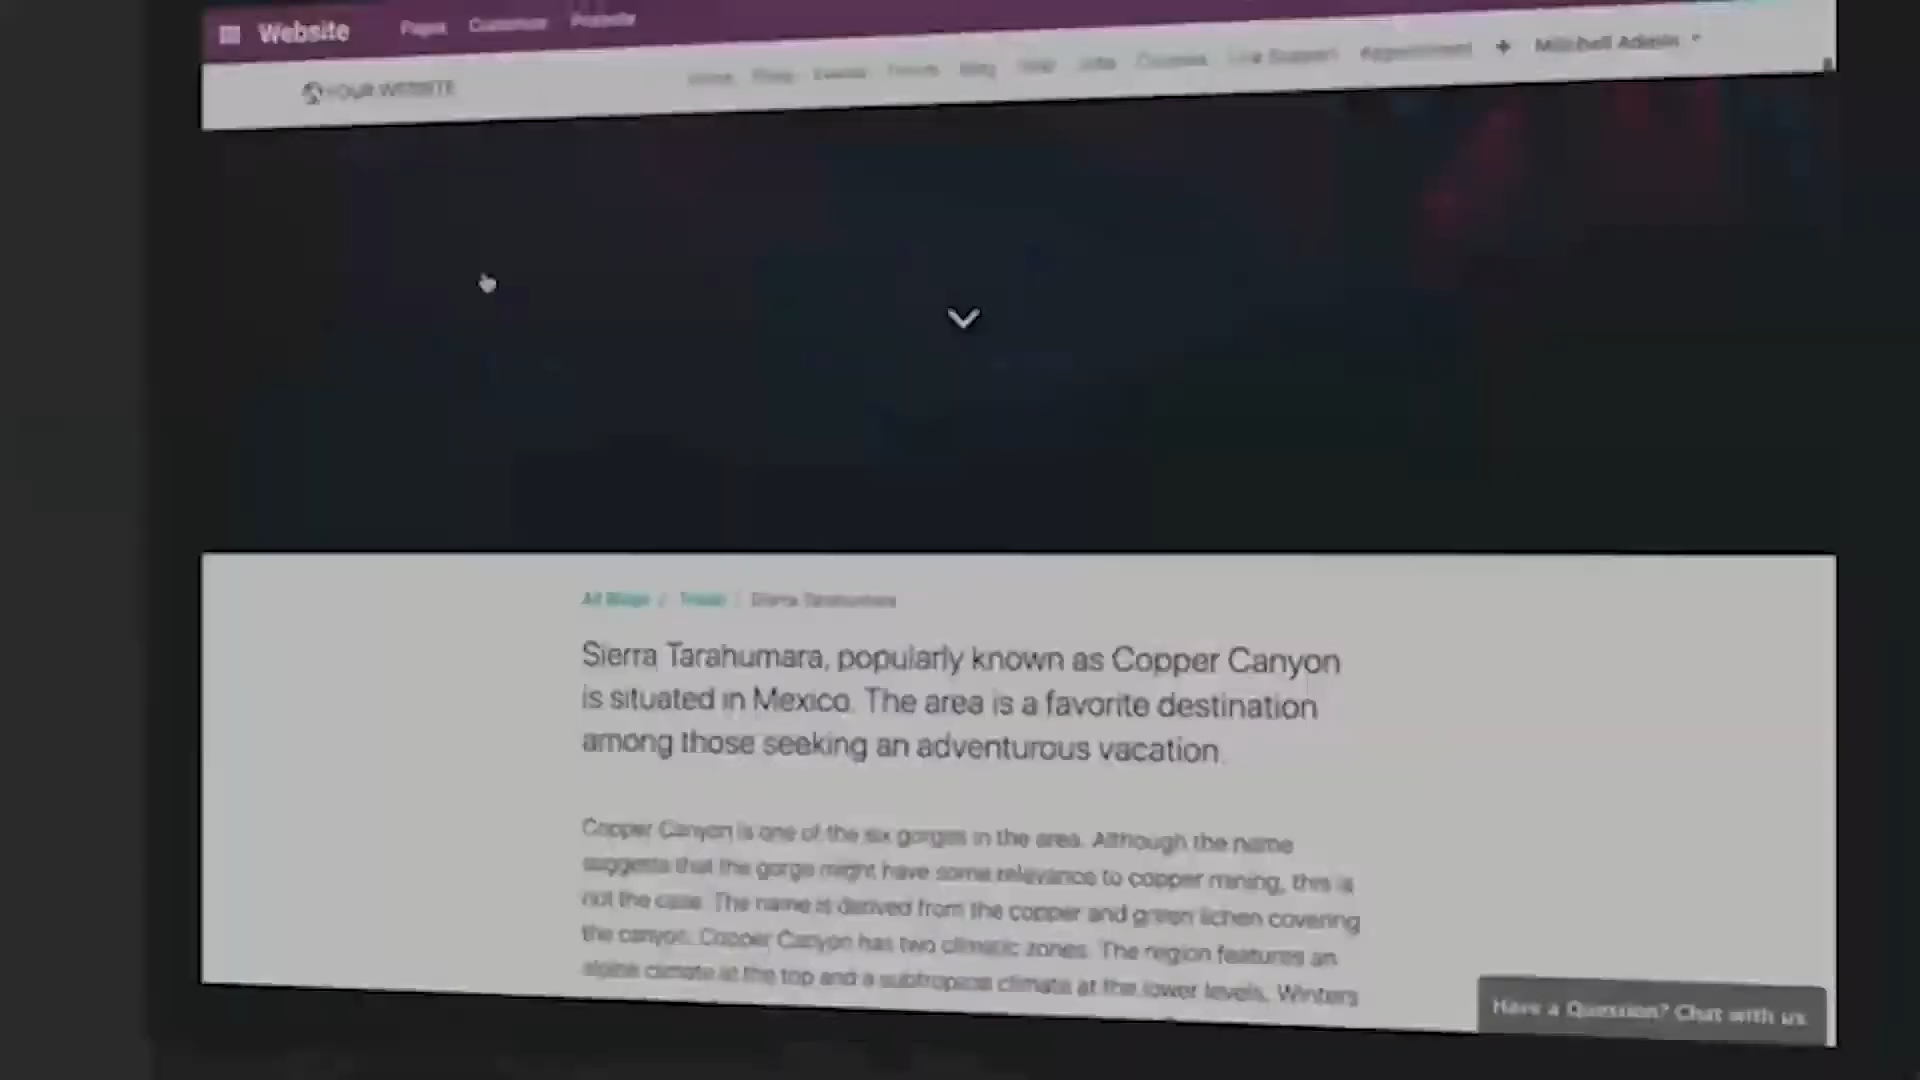 Website Pages Customize Promote
YOUR WEBSITE
Home Shop Events Forum Blog Help Jobs Courses Live Support Appointment + Mitchell Admin
All Blogs / Travel / Sierra Tarahumara
Sierra Tarahumara, popularly known as Copper Canyon
is situated in Mexico. The area is a favorite destination
among those seeking an adventurous vacation.
Copper Canyon is one of the six gorges in the area. Although the name
suggests that the gorge might have some relevance to copper mining, this is
not the case. The name is derived from the copper and green lichen covering
the canyon. Copper Canyon has two climatic zones. The region features an
alpine climate at the top and a subtropical climate at the lower levels. Winters
Have a Question? Chat with us.